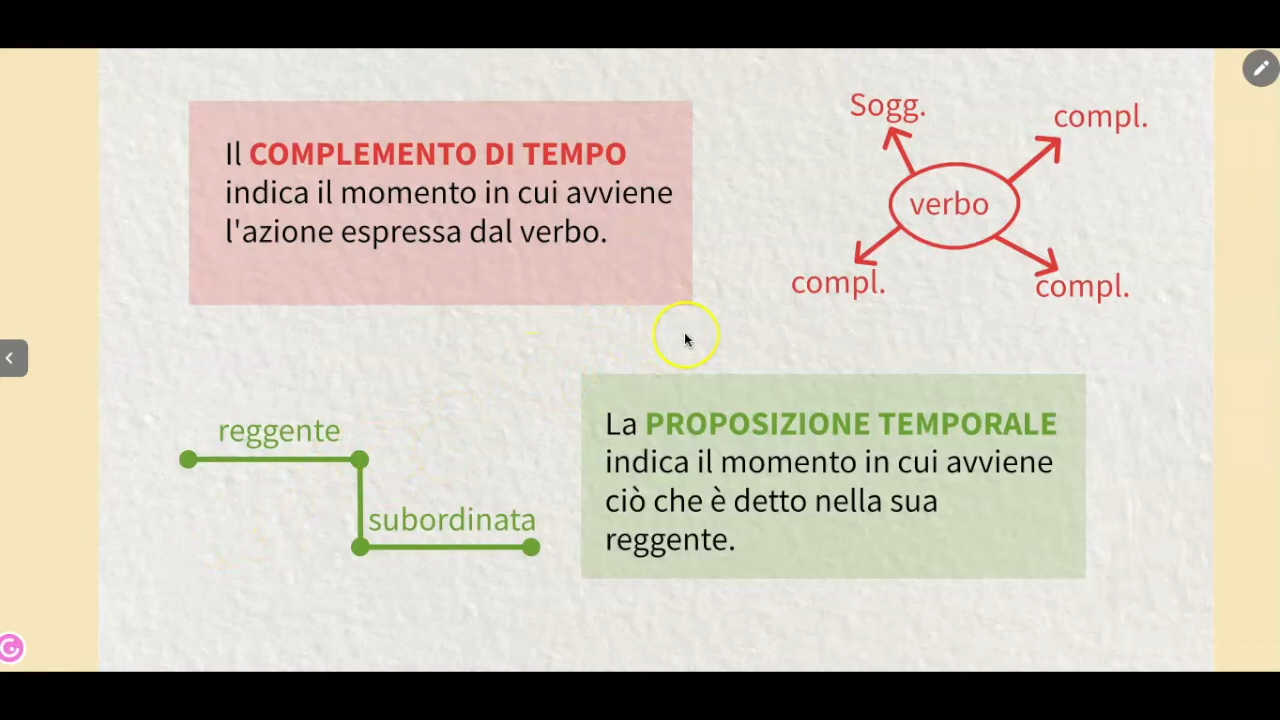 Il COMPLEMENTO DI TEMPO
indica il momento in cui avviene
l'azione espressa dal verbo.
Sogg.
compl.
verbo
compl.
compl.
reggente
subordinata
La PROPOSIZIONE TEMPORALE
indica il momento in cui avviene
ciò che è detto nella sua
reggente.